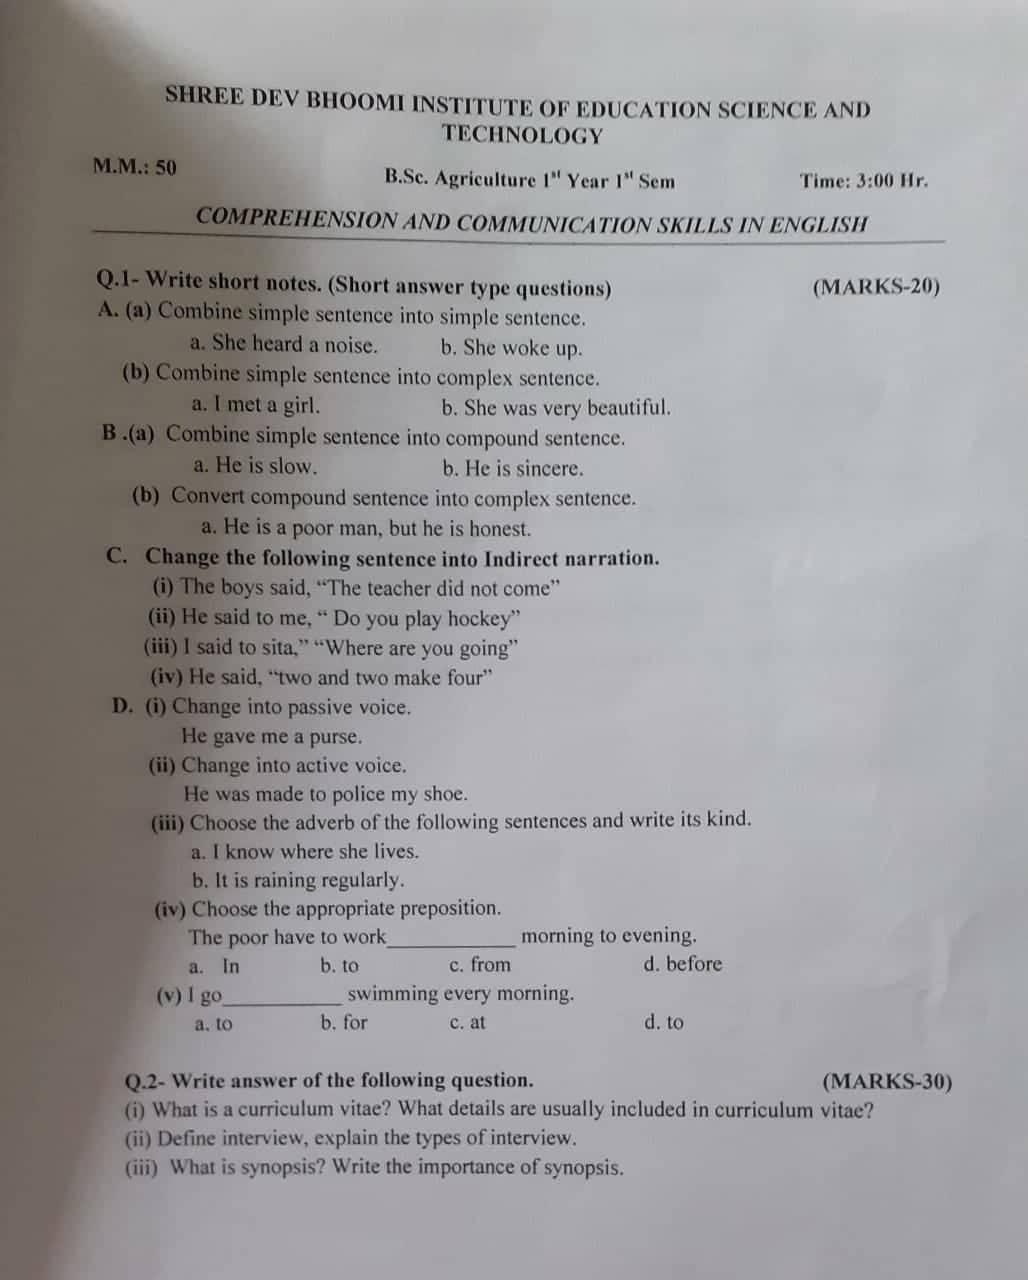 SHREE DEV BHOOMI INSTITUTE OF EDUCATION SCIENCE AND
TECHNOLOGY
M.M.: 50 B.Sc. Agriculture 1st Year 1st Sem Time: 3:00 Hr.
COMPREHENSION AND COMMUNICATION SKILLS IN ENGLISH
Q.1- Write short notes. (Short answer type questions) (MARKS-20)
A. (a) Combine simple sentence into simple sentence.
a. She heard a noise. b. She woke up.
(b) Combine simple sentence into complex sentence.
a. I met a girl. b. She was very beautiful.
B .(a) Combine simple sentence into compound sentence.
a. He is slow. b. He is sincere.
(b) Convert compound sentence into complex sentence.
a. He is a poor man, but he is honest.
C. Change the following sentence into Indirect narration.
(i) The boys said, “The teacher did not come”
(ii) He said to me, “ Do you play hockey”
(iii) I said to sita,” “Where are you going”
(iv) He said, “two and two make four”
D. (i) Change into passive voice.
He gave me a purse.
(ii) Change into active voice.
He was made to police my shoe.
(iii) Choose the adverb of the following sentences and write its kind.
a. I know where she lives.
b. It is raining regularly.
(iv) Choose the appropriate preposition.
The poor have to work____________ morning to evening.
a. In b. to c. from d. before
(v) I go___________ swimming every morning.
a. to b. for c. at d. to
Q.2- Write answer of the following question. (MARKS-30)
(i) What is a curriculum vitae? What details are usually included in curriculum vitae?
(ii) Define interview, explain the types of interview.
(iii) What is synopsis? Write the importance of synopsis.